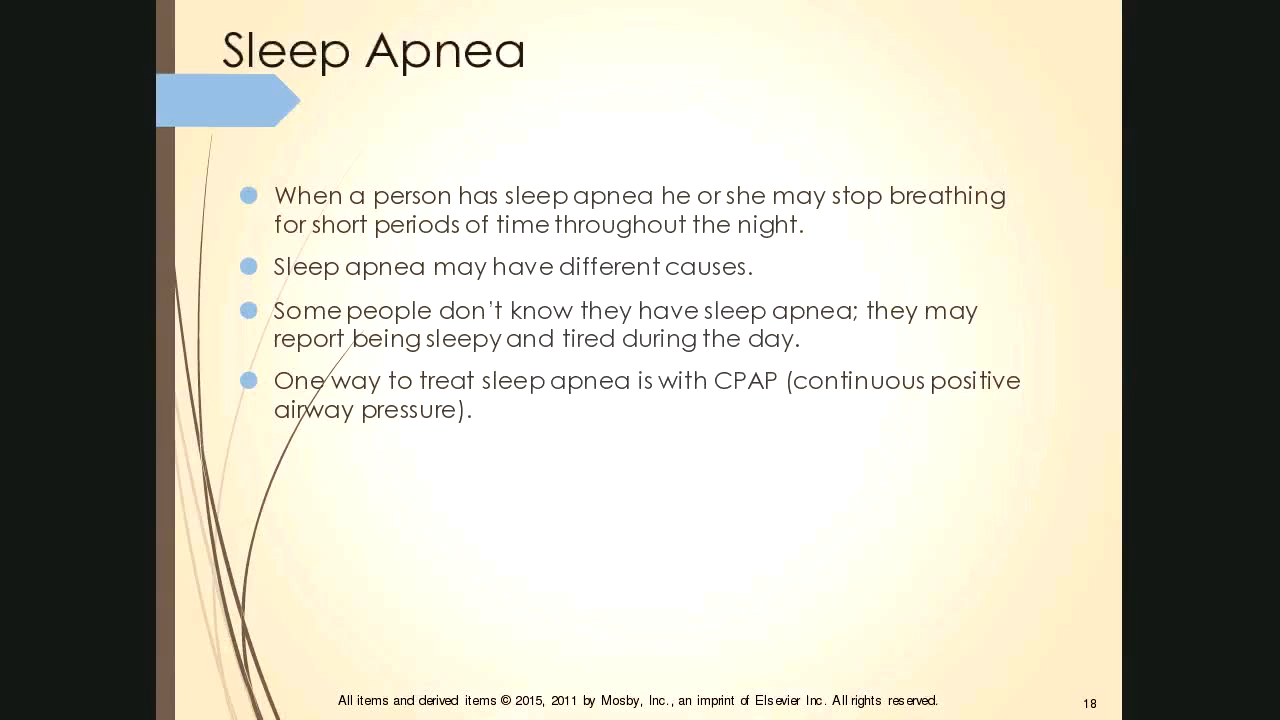 Sleep Apnea
When a person has sleep apnea he or she may stop breathing
for short periods of time throughout the night.
Sleep apnea may have different causes.
Some people don't know they have sleep apnea; they may
report being sleepy and tired during the day.
One way to treat sleep apnea is with CPAP (continuous positive
airway pressure).
All items and derived items © 2015, 2011 by Mosby, Inc., an imprint of Elsevier Inc. All rights reserved.
18